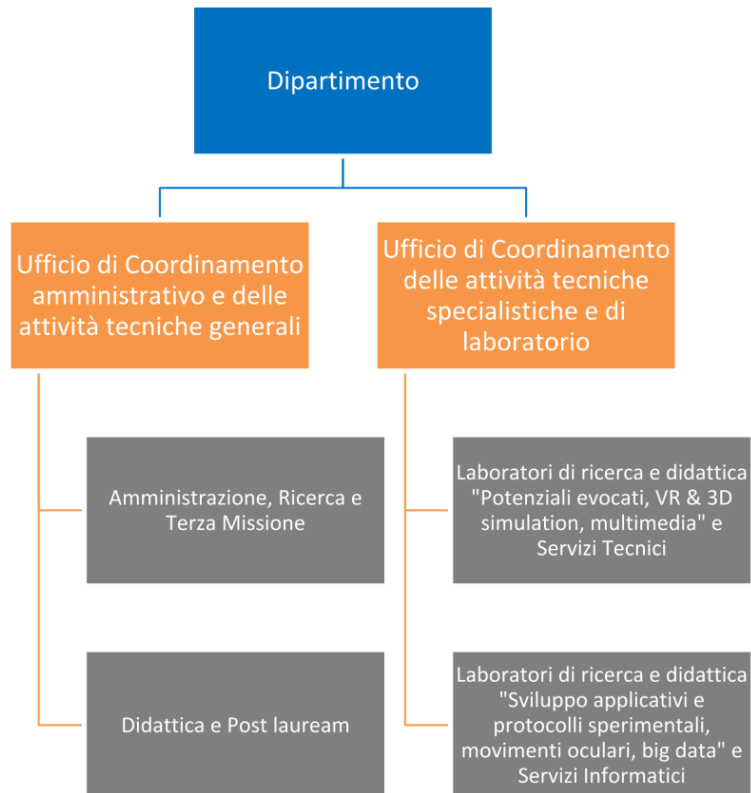 Dipartimento
Ufficio di Coordinamento
amministrativo e delle
attività tecniche generali
Ufficio di Coordinamento
delle attività tecniche
specialistiche e di
laboratorio
Amministrazione, Ricerca e
Terza Missione
Laboratori di ricerca e didattica
"Potenziali evocati, VR & 3D
simulation, multimedia" e
Servizi Tecnici
Didattica e Post lauream
Laboratori di ricerca e didattica
"Sviluppo applicativi e
protocolli sperimentali,
movimenti oculari, big data" e
Servizi Informatici